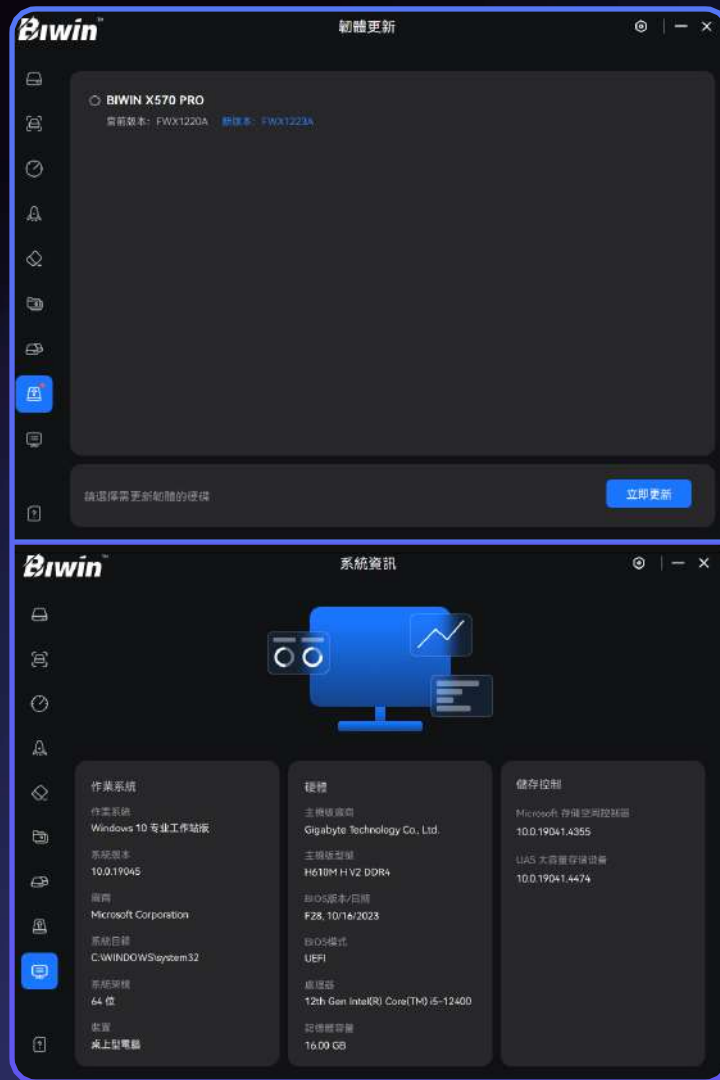 Biwin™
韌體更新
BIWIN X570 PRO
當前版本: FWX1220A 新版本: FWX1223A
請選擇需更新韌體的硬碟
立即更新
Biwin™
系統資訊
作業系統
作業系統
Windows 10 专业工作站版
系統版本
10.0.19045
廠商
Microsoft Corporation
系統目錄
C:\WINDOWS\system32
系統架構
64 位
裝置
桌上型電腦
硬體
主機板廠商
Gigabyte Technology Co., Ltd.
主機板型號
H610M H V2 DDR4
BIOS版本/日期
F28, 10/16/2023
BIOS模式
UEFI
處理器
12th Gen Intel(R) Core(TM) i5-12400
記憶體容量
16.00 GB
儲存控制
Microsoft 存储空间控制器
10.0.19041.4355
UAS 大容量存储设备
10.0.19041.4474